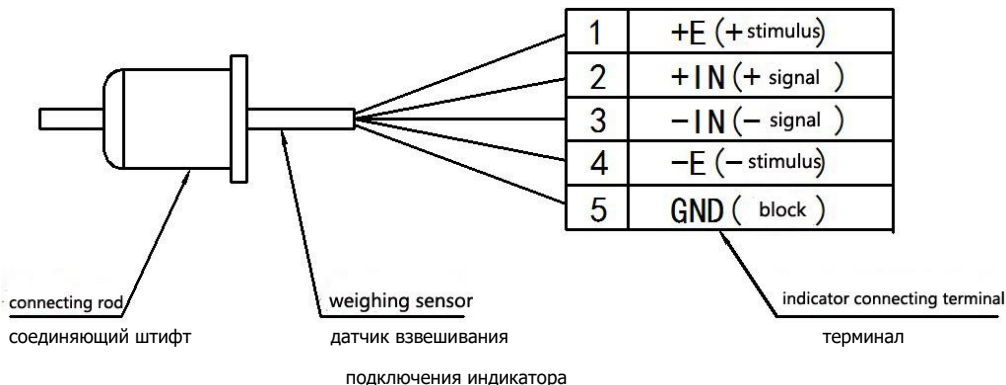 1 +E (+ stimulus)
2 +IN (+ signal )
3 −IN (− signal )
4 −E (− stimulus)
5 GND ( block )
connecting rod weighing sensor indicator connecting terminal
соединяющий штифт датчик взвешивания терминал
подключения индикатора